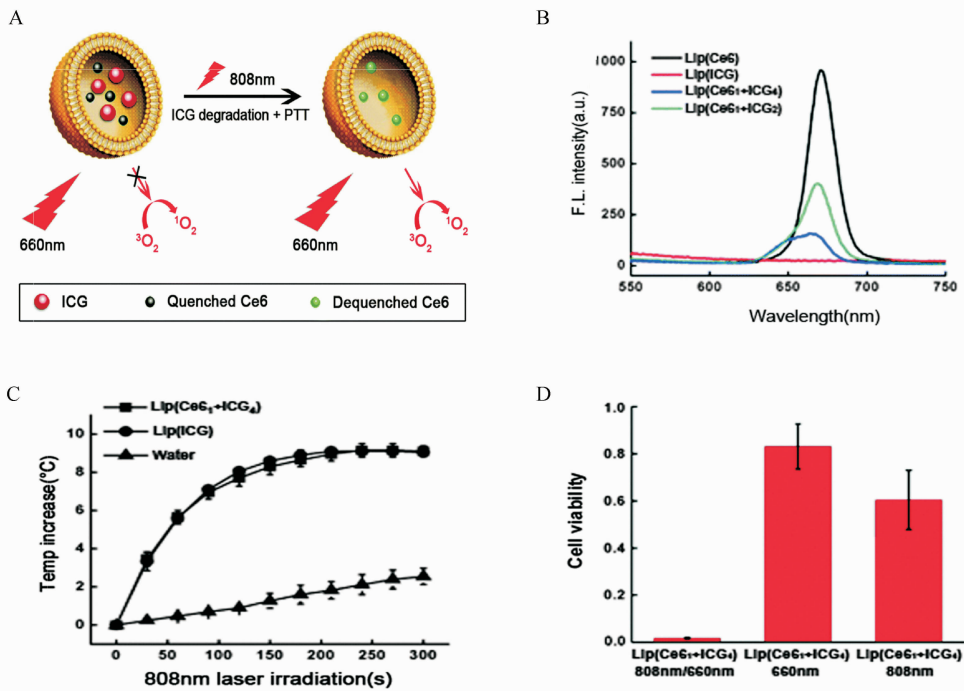 A
808nm
ICG degradation + PTT
660nm
³O₂
¹O₂
660nm
³O₂
¹O₂
ICG
Quenched Ce6
Dequenched Ce6
B
Lip(Ce6)
Lip(ICG)
Lip(Ce6₁+ICG₄)
Lip(Ce6₁+ICG₂)
F.L. intensity(a.u.)
1000
750
500
250
0
550 600 650 700 750
Wavelength(nm)
C
Lip(Ce6₁+ICG₄)
Lip(ICG)
Water
Temp increase(°C)
10
8
6
4
2
0
0 50 100 150 200 250 300
808nm laser irradiation(s)
D
Cell viability
1.0
0.8
0.6
0.4
0.2
0.0
Lip(Ce6₁+ICG₄) Lip(Ce6₁+ICG₄) Lip(Ce6₁+ICG₄)
808nm/660nm 660nm 808nm